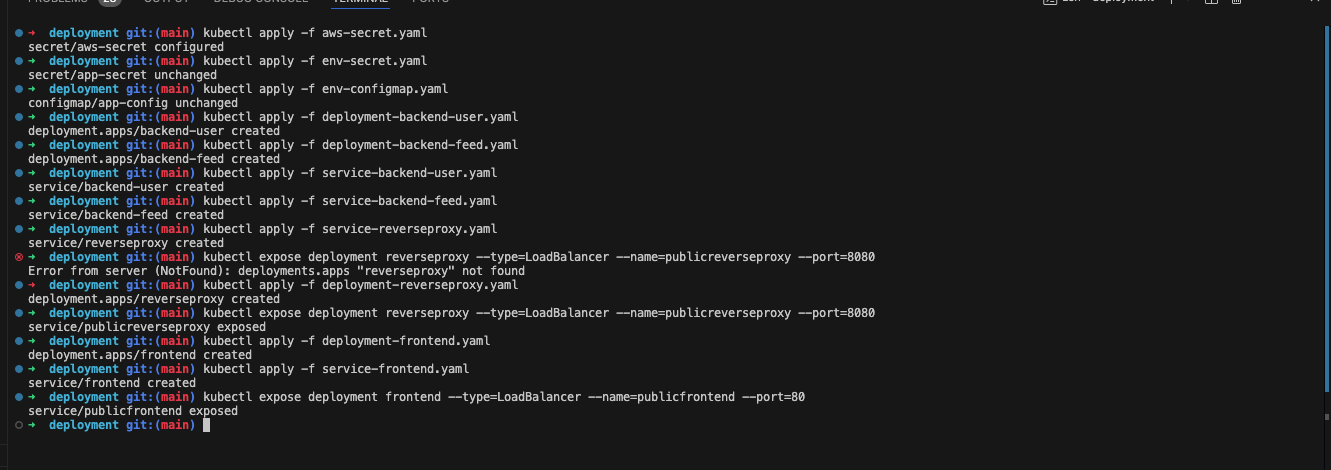 PROBLEMS OUTPUT DEBUG CONSOLE TERMINAL PORTS
➜ deployment git:(main) kubectl apply -f aws-secret.yaml
secret/aws-secret configured
➜ deployment git:(main) kubectl apply -f env-secret.yaml
secret/app-secret unchanged
➜ deployment git:(main) kubectl apply -f env-configmap.yaml
configmap/app-config unchanged
➜ deployment git:(main) kubectl apply -f deployment-backend-user.yaml
deployment.apps/backend-user created
➜ deployment git:(main) kubectl apply -f deployment-backend-feed.yaml
deployment.apps/backend-feed created
➜ deployment git:(main) kubectl apply -f service-backend-user.yaml
service/backend-user created
➜ deployment git:(main) kubectl apply -f service-backend-feed.yaml
service/backend-feed created
➜ deployment git:(main) kubectl apply -f service-reverseproxy.yaml
service/reverseproxy created
➜ deployment git:(main) kubectl expose deployment reverseproxy --type=LoadBalancer --name=publicreverseproxy --port=8080
Error from server (NotFound): deployments.apps "reverseproxy" not found
➜ deployment git:(main) kubectl apply -f deployment-reverseproxy.yaml
deployment.apps/reverseproxy created
➜ deployment git:(main) kubectl expose deployment reverseproxy --type=LoadBalancer --name=publicreverseproxy --port=8080
service/publicreverseproxy exposed
➜ deployment git:(main) kubectl apply -f deployment-frontend.yaml
deployment.apps/frontend created
➜ deployment git:(main) kubectl apply -f service-frontend.yaml
service/frontend created
➜ deployment git:(main) kubectl expose deployment frontend --type=LoadBalancer --name=publicfrontend --port=80
service/publicfrontend exposed
➜ deployment git:(main)